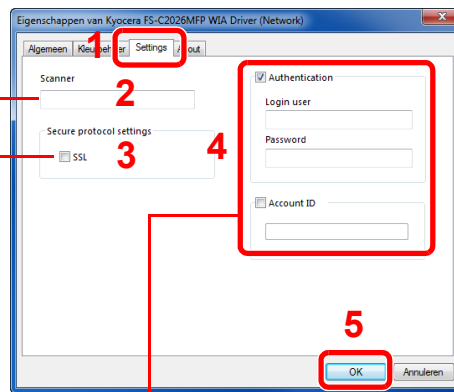 Eigenschappen van Kyocera FS-C2026MFP WIA Driver (Network)
Algemeen
1
Settings
Scanner
2
Secure protocol settings
SSL
3
4
Authentication
Login user
Password
Account ID
5
OK
Annuleren